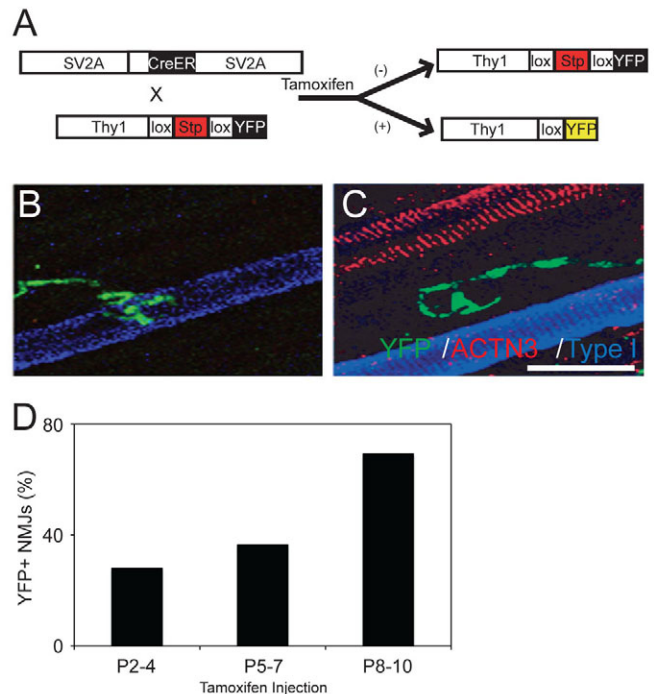 A
SV2A CreER SV2A
X
Thy1 lox Stp lox YFP
Tamoxifen
(-)
(+)
Thy1 lox Stp lox YFP
Thy1 lox YFP
B
C
YFP /ACTN3 /Type I
D
YFP+ NMJs (%)
80
40
0
P2-4 P5-7 P8-10
Tamoxifen Injection